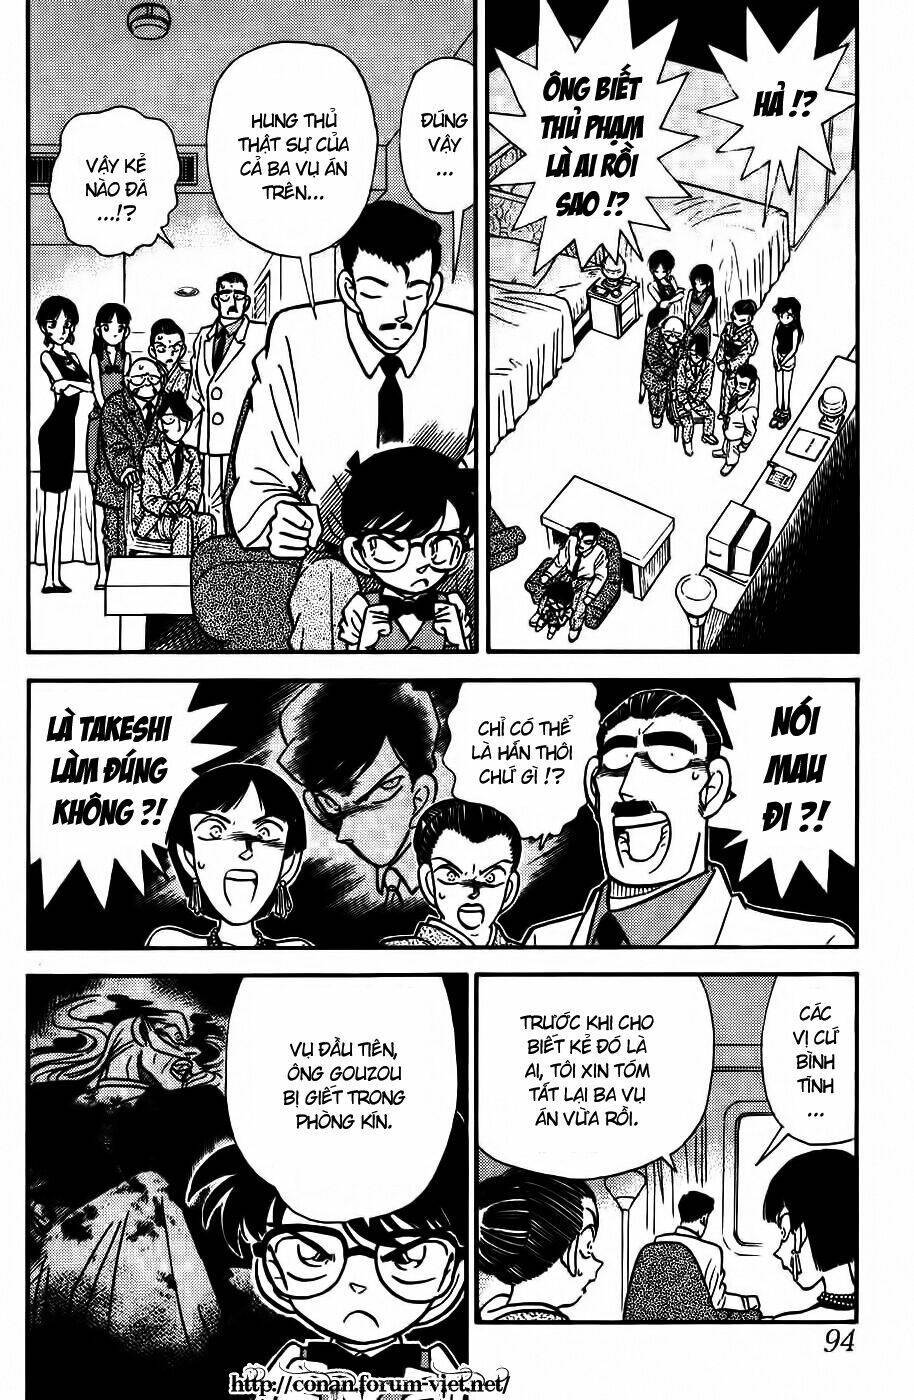 HẢ !?
ÔNG BIẾT
THỦ PHẠM
LÀ AI RỒI
SAO !?
ĐÚNG
VẬY
...
HUNG THỦ
THẬT SỰ CỦA
CẢ BA VỤ ÁN
TRÊN...
VẬY KẺ
NÀO ĐÃ
...!?
NÓI
MAU
ĐI ?!
CHỈ CÓ THỂ
LÀ HẮN THÔI
CHỨ GÌ !?
LÀ TAKESHI
LÀM ĐÚNG
KHÔNG ?!
CÁC
VỊ CỨ
BÌNH
TĨNH
...
TRƯỚC KHI CHO
BIẾT KẺ ĐÓ LÀ
AI, TÔI XIN TÓM
TẮT LẠI BA VỤ
ÁN VỪA RỒI.
VỤ ĐẦU TIÊN,
ÔNG GOUZOU
BỊ GIẾT TRONG
PHÒNG KÍN.
94
http://conan.forum-viet.net/